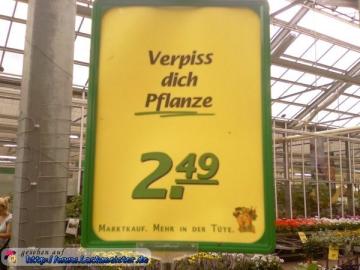 Verpiss
dich
Pflanze
2.49
MARKTKAUF. MEHR IN DER TÜTE.
gesehen auf
http://www.Lachmeister.de